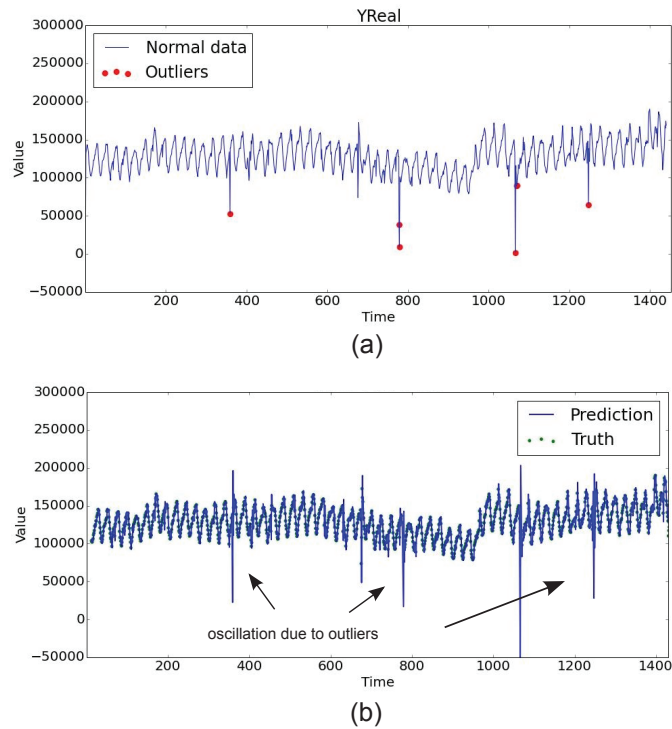 YReal
300000
250000
200000
150000
100000
50000
0
−50000
Value
Normal data
Outliers
200 400 600 800 1000 1200 1400
Time
(a)
300000
250000
200000
150000
100000
50000
0
−50000
Value
Prediction
Truth
oscillation due to outliers
200 400 600 800 1000 1200 1400
Time
(b)